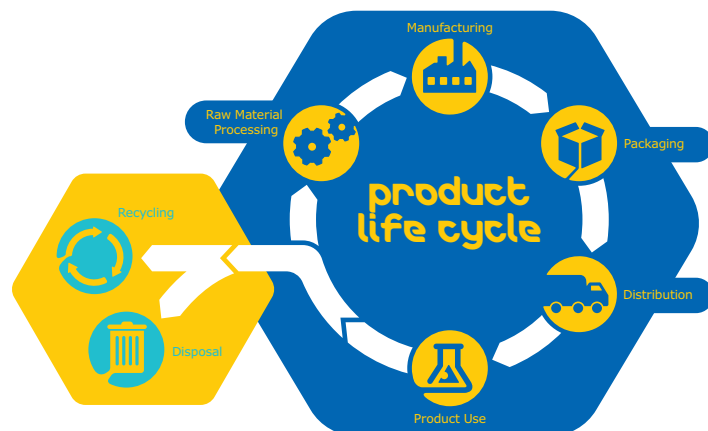 Manufacturing
Raw Material
Processing
Packaging
product
life cycle
Recycling
Distribution
Disposal
Product Use